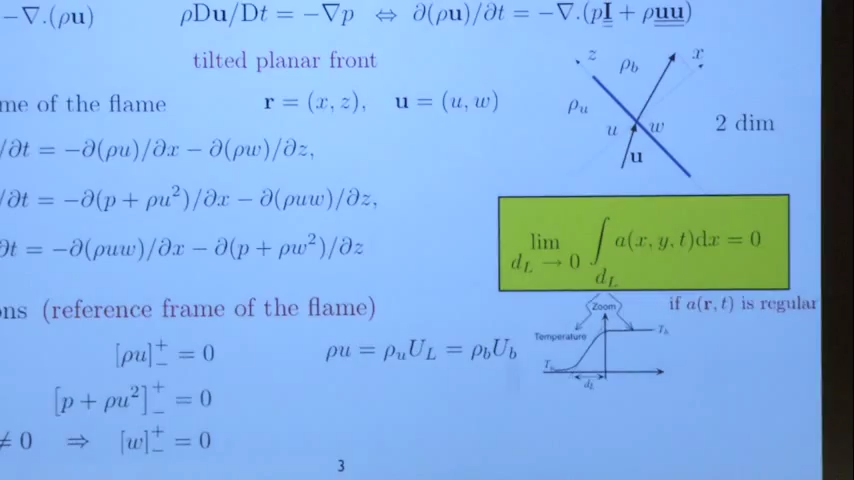 −∇.(ρu) ρDu/Dt = −∇p ⇔ ∂(ρu)/∂t = −∇.(pI + ρuu)
tilted planar front
z ρb x
me of the flame r = (x, z), u = (u, w)
ρu
u w 2 dim
u
/∂t = −∂(ρu)/∂x − ∂(ρw)/∂z,
/∂t = −∂(p + ρu²)/∂x − ∂(ρuw)/∂z,
∂t = −∂(ρuw)/∂x − ∂(p + ρw²)/∂z
lim dL → 0 ∫dL a(x, y, t)dx = 0
ons (reference frame of the flame)
if a(r, t) is regular
Zoom
Temperature Tb
[ρu]+− = 0 ρu = ρuUL = ρbUb
Tu
dL
[p + ρu²]+− = 0
≠ 0 ⇒ [w]+− = 0
3